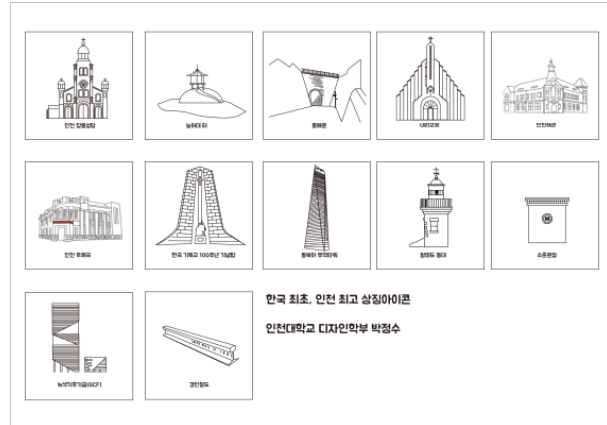 인천 답동성당
능허대 터
홍예문
내리교회
인천해관
인천 우체국
한국 기독교 100주년 기념탑
동북아 무역타워
팔미도 등대
수준원점
녹색기후기금(GCF)
경인철도
한국 최초, 인천 최고 상징아이콘
인천대학교 디자인학부 박정수